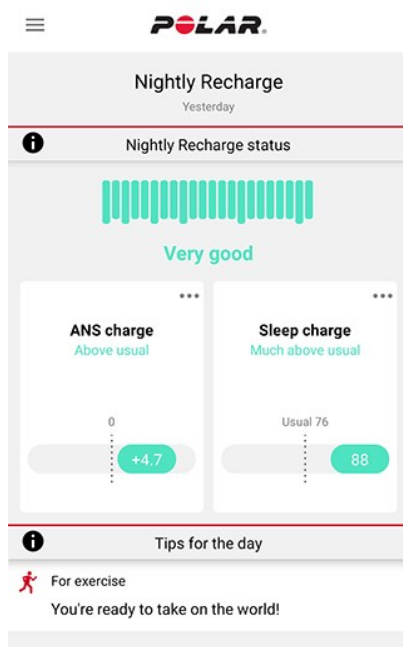 POLAR.
Nightly Recharge
Yesterday
Nightly Recharge status
Very good
ANS charge
Above usual
0
+4.7
Sleep charge
Much above usual
Usual 76
88
Tips for the day
For exercise
You're ready to take on the world!